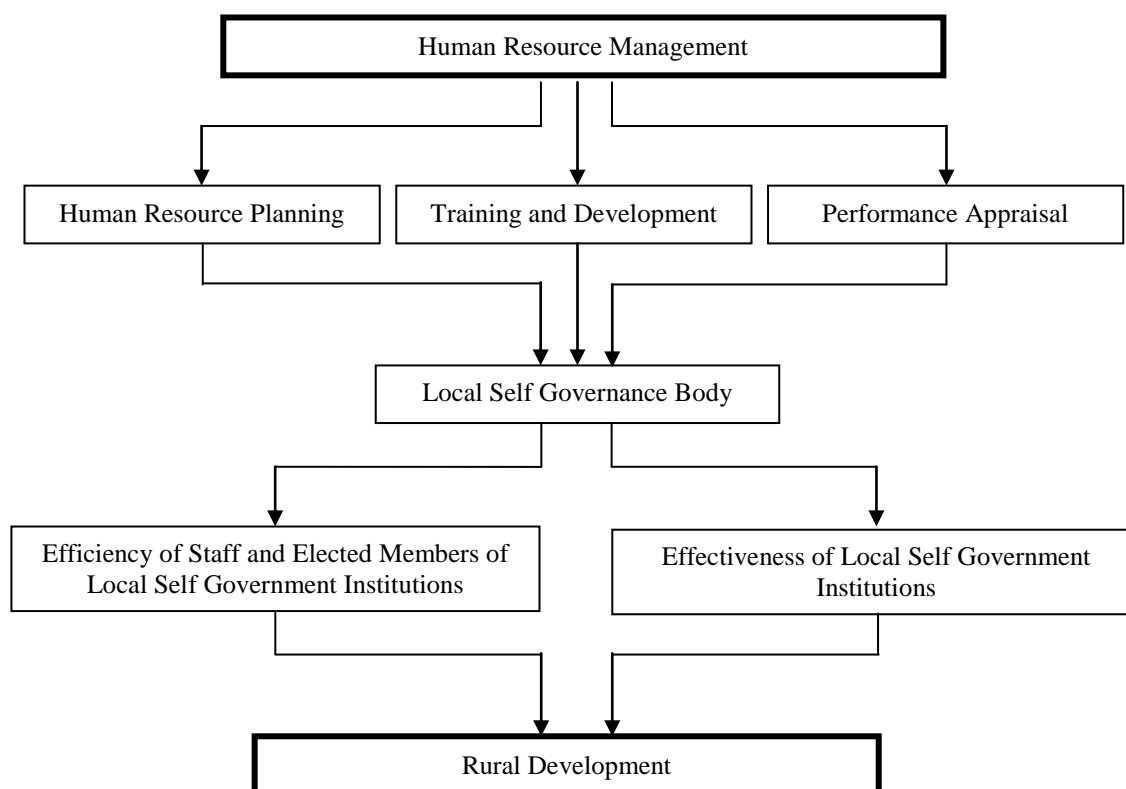 Human Resource Management
Human Resource Planning
Training and Development
Performance Appraisal
Local Self Governance Body
Efficiency of Staff and Elected Members of
Local Self Government Institutions
Effectiveness of Local Self Government
Institutions
Rural Development